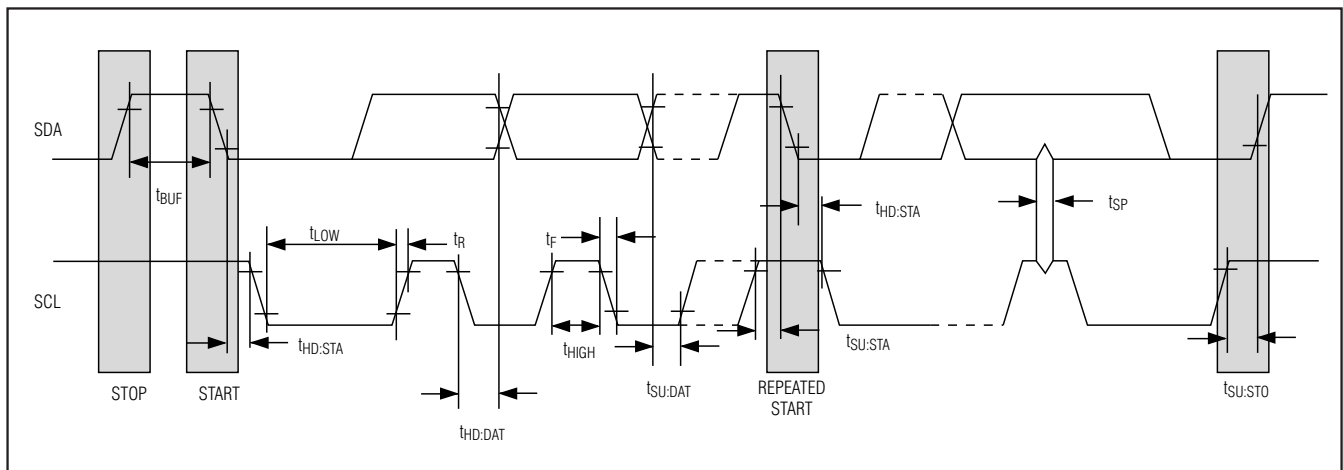 SDA
tBUF
tLOW
tR
tF
tHD:STA
tSP
SCL
tHD:STA
tHIGH
tSU:DAT
tSU:STA
tSU:STO
STOP
START
REPEATED
START
tHD:DAT